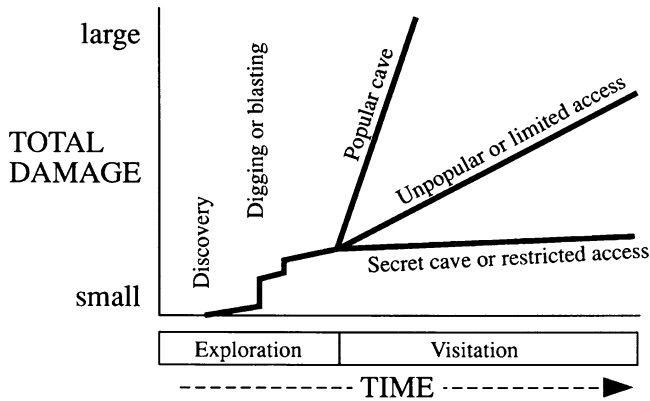 large
TOTAL
DAMAGE
small
Discovery
Digging or blasting
Popular cave
Unpopular or limited access
Secret cave or restricted access
Exploration
Visitation
TIME